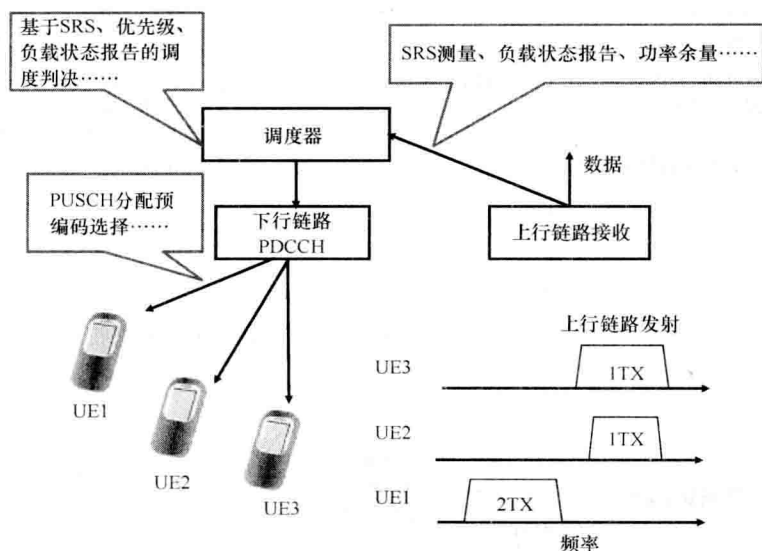 基于SRS、优先级、
负载状态报告的调
度判决……
SRS测量、负载状态报告、功率余量……
调度器
数据
PUSCH分配预
编码选择……
下行链路
PDCCH
上行链路接收
上行链路发射
UE3
1TX
UE1
UE2
1TX
UE2
UE3
UE1
2TX
频率